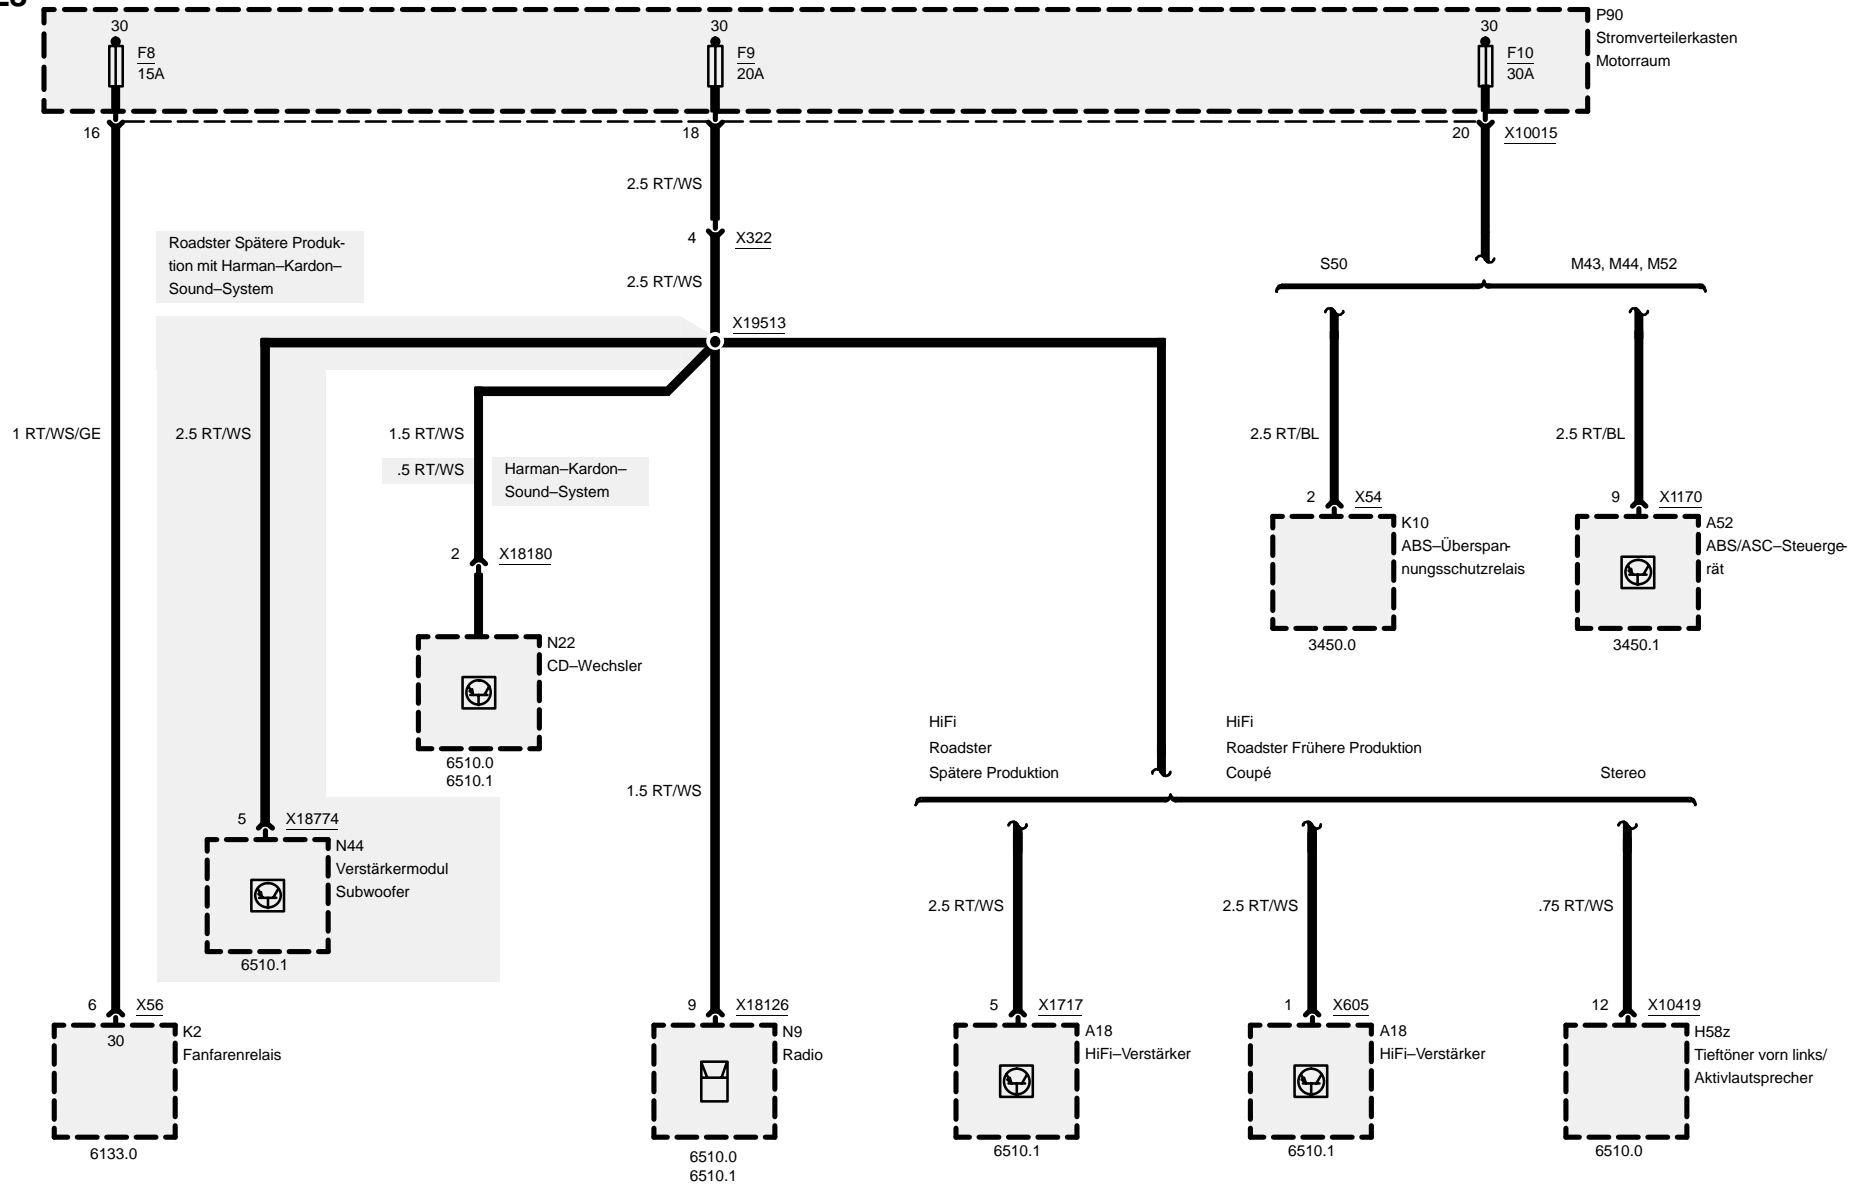 30
F8
15A
30
F9
20A
30
F10
30A
P90
Stromverteilerkasten
Motorraum
16
18
20
X10015
2.5 RT/WS
4
X322
2.5 RT/WS
Roadster Spätere Produk-
tion mit Harman–Kardon–
Sound–System
S50
M43, M44, M52
X19513
1 RT/WS/GE
2.5 RT/WS
1.5 RT/WS
.5 RT/WS
Harman–Kardon–
Sound–System
2.5 RT/BL
2.5 RT/BL
2
X54
K10
ABS–Überspan-
nungsschutzrelais
3450.0
9
X1170
A52
ABS/ASC–Steuerge-
rät
3450.1
2
X18180
N22
CD–Wechsler
6510.0
6510.1
1.5 RT/WS
HiFi
Roadster
Spätere Produktion
HiFi
Roadster Frühere Produktion
Coupé
Stereo
5
X18774
N44
Verstärkermodul
Subwoofer
6510.1
2.5 RT/WS
2.5 RT/WS
.75 RT/WS
6
X56
30
K2
Fanfarenrelais
6133.0
9
X18126
N9
Radio
6510.0
6510.1
5
X1717
A18
HiFi–Verstärker
6510.1
1
X605
A18
HiFi–Verstärker
6510.1
12
X10419
H58z
Tieftöner vorn links/
Aktivlautsprecher
6510.0